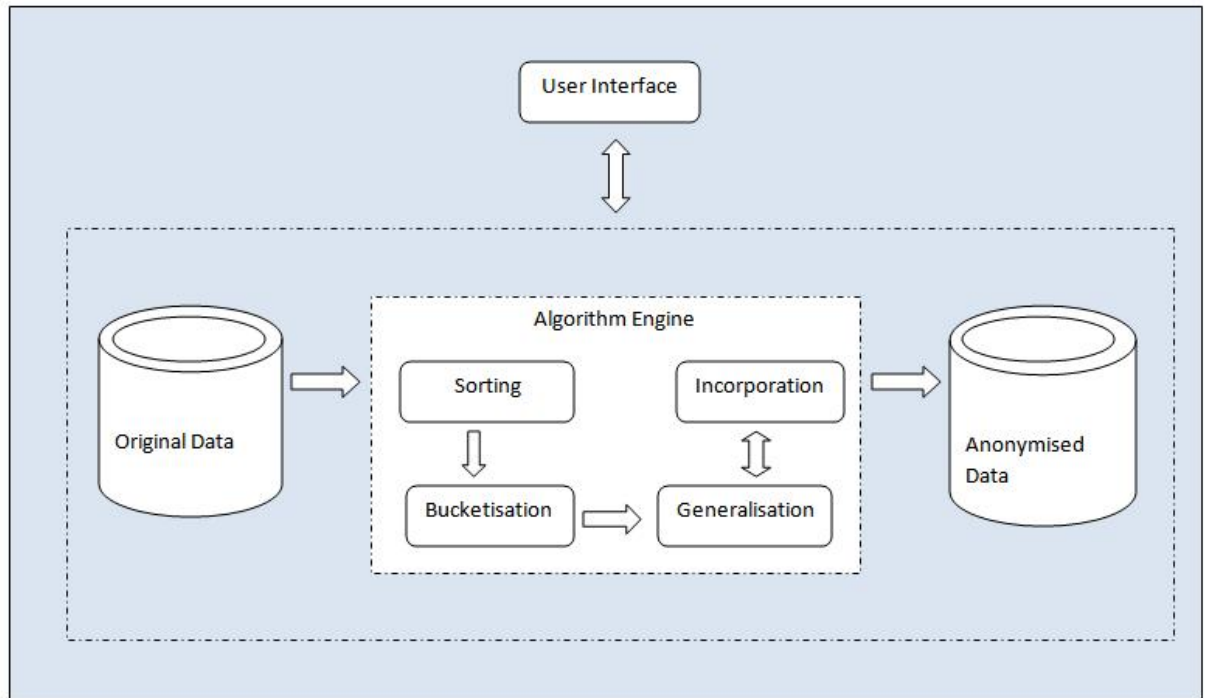 User Interface
Algorithm Engine
Sorting
Incorporation
Original Data
Anonymised
Data
Bucketisation
Generalisation